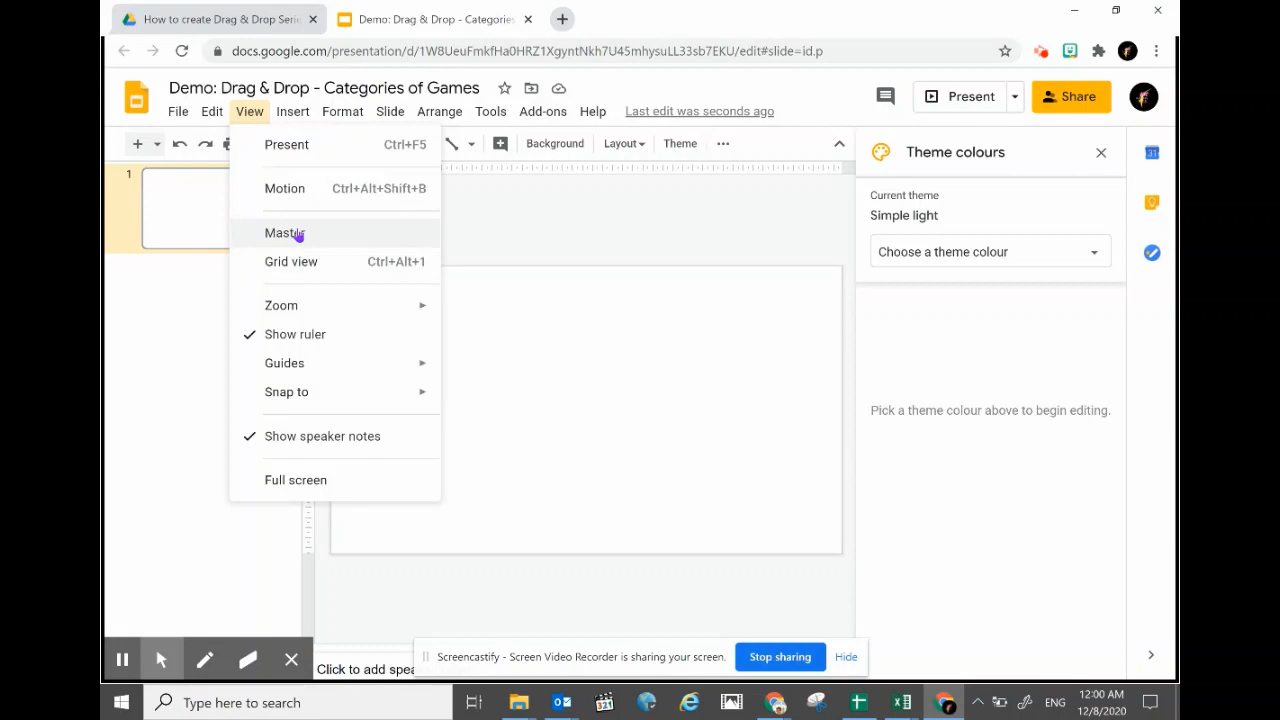 How to create Drag & Drop Serie
Demo: Drag & Drop - Categories
docs.google.com/presentation/d/1W8UeuFmkfHa0HRZ1XgyntNkh7U45mhysuLL33sb7EKU/edit#slide=id.p
Demo: Drag & Drop - Categories of Games
File Edit View Insert Format Slide Arrange Tools Add-ons Help Last edit was seconds ago
Present
Share
Background Layout Theme
Present Ctrl+F5
Motion Ctrl+Alt+Shift+B
Master
Grid view Ctrl+Alt+1
Zoom
Show ruler
Guides
Snap to
Show speaker notes
Full screen
1
Theme colours
Current theme
Simple light
Choose a theme colour
Pick a theme colour above to begin editing.
31
Click to add spea
Screencastify - Screen Video Recorder is sharing your screen. Stop sharing Hide
Type here to search
321
ENG
12:00 AM
12/8/2020